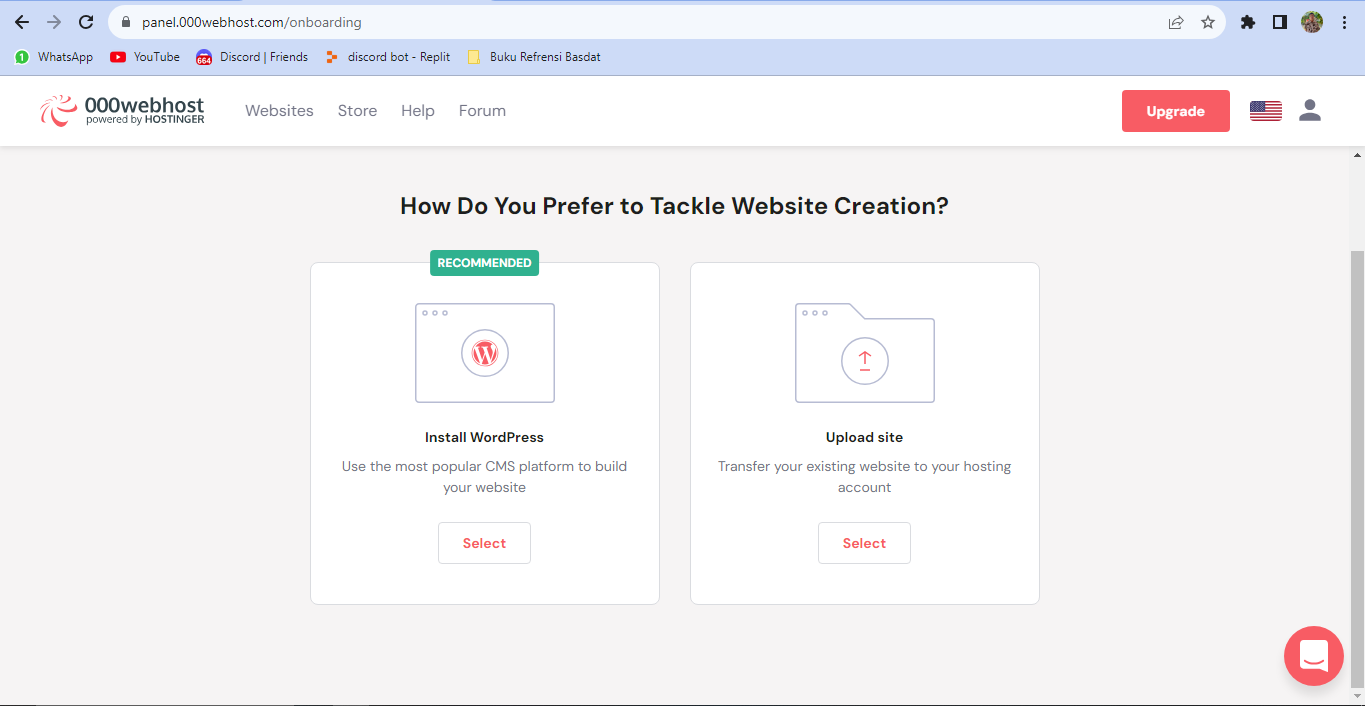 panel.000webhost.com/onboarding
1 WhatsApp YouTube 664 Discord | Friends discord bot - Replit Buku Refrensi Basdat
000webhost
powered by HOSTINGER
Websites Store Help Forum Upgrade
How Do You Prefer to Tackle Website Creation?
RECOMMENDED
Install WordPress
Use the most popular CMS platform to build
your website
Select
Upload site
Transfer your existing website to your hosting
account
Select